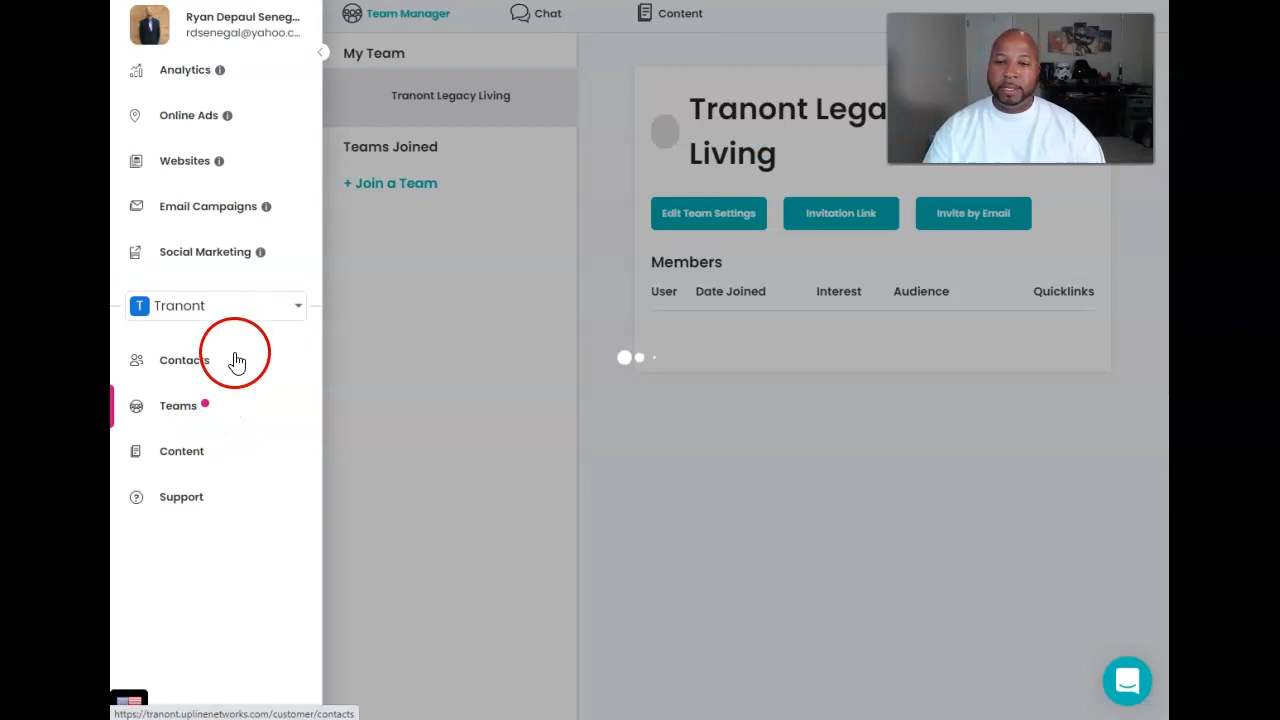 Ryan Depaul Seneg...
rdsenegal@yahoo.c...
Analytics
Online Ads
Websites
Email Campaigns
Social Marketing
T Tranont
Contacts
Teams
Content
Support
https://tranont.uplinenetworks.com/customer/contacts
Team Manager
Chat
Content
My Team
Tranont Legacy Living
Teams Joined
+ Join a Team
Tranont Lega
Living
Edit Team Settings
Invitation Link
Invite by Email
Members
User Date Joined Interest Audience Quicklinks